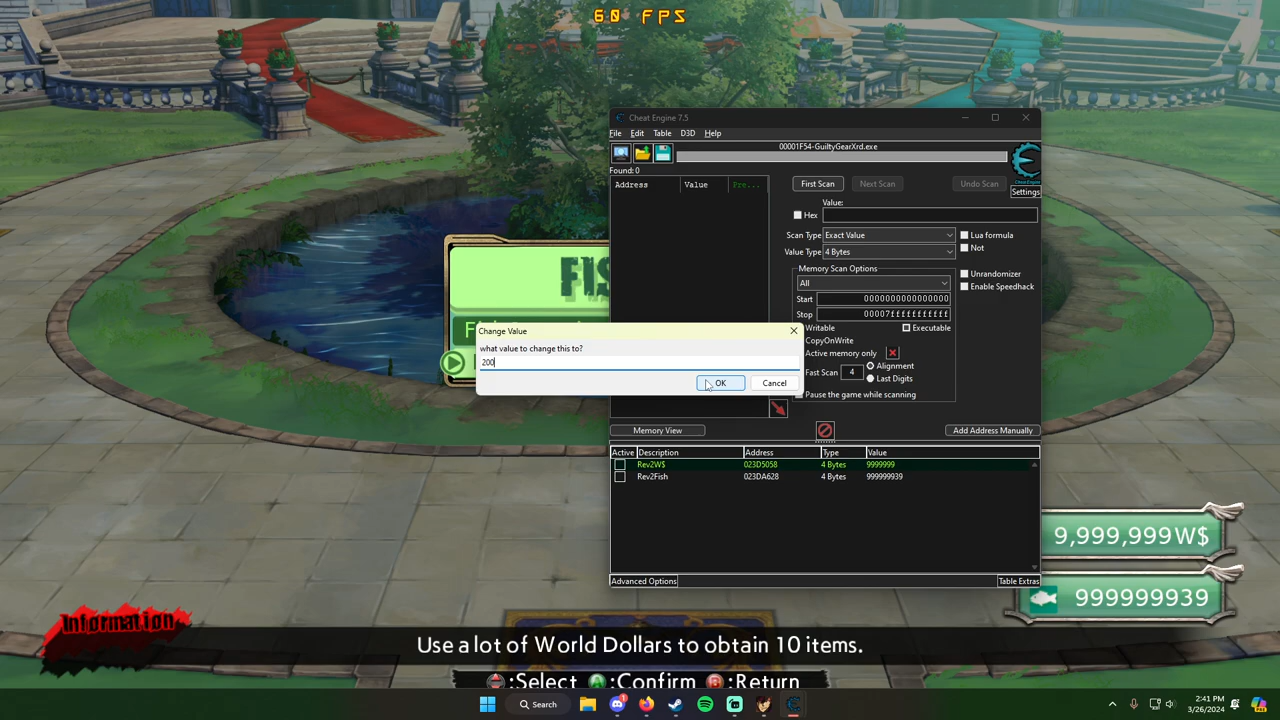 60 FPS
Cheat Engine 7.5
File Edit Table D3D Help
00001F54-GuiltyGearXrd.exe
Found: 0
Address Value Pre...
First Scan Next Scan Undo Scan
Settings
Value:
Hex
Scan Type Exact Value
Lua formula
Value Type 4 Bytes
Not
Memory Scan Options
All
Unrandomizer
Enable Speedhack
Start 0000000000000000
Stop 00007fffffffffff
Writable Executable
CopyOnWrite
Active memory only
Fast Scan 4 Alignment
Last Digits
Pause the game while scanning
FIS
Change Value
what value to change this to?
200
OK Cancel
Memory View Add Address Manually
Active Description Address Type Value
Rev2W$ 023D5058 4 Bytes 9999999
Rev2Fish 023DA628 4 Bytes 999999939
Advanced Options Table Extras
9,999,999W$
999999939
Information
Use a lot of World Dollars to obtain 10 items.
:Select A:Confirm B:Return
Search
1
2:41 PM
3/26/2024